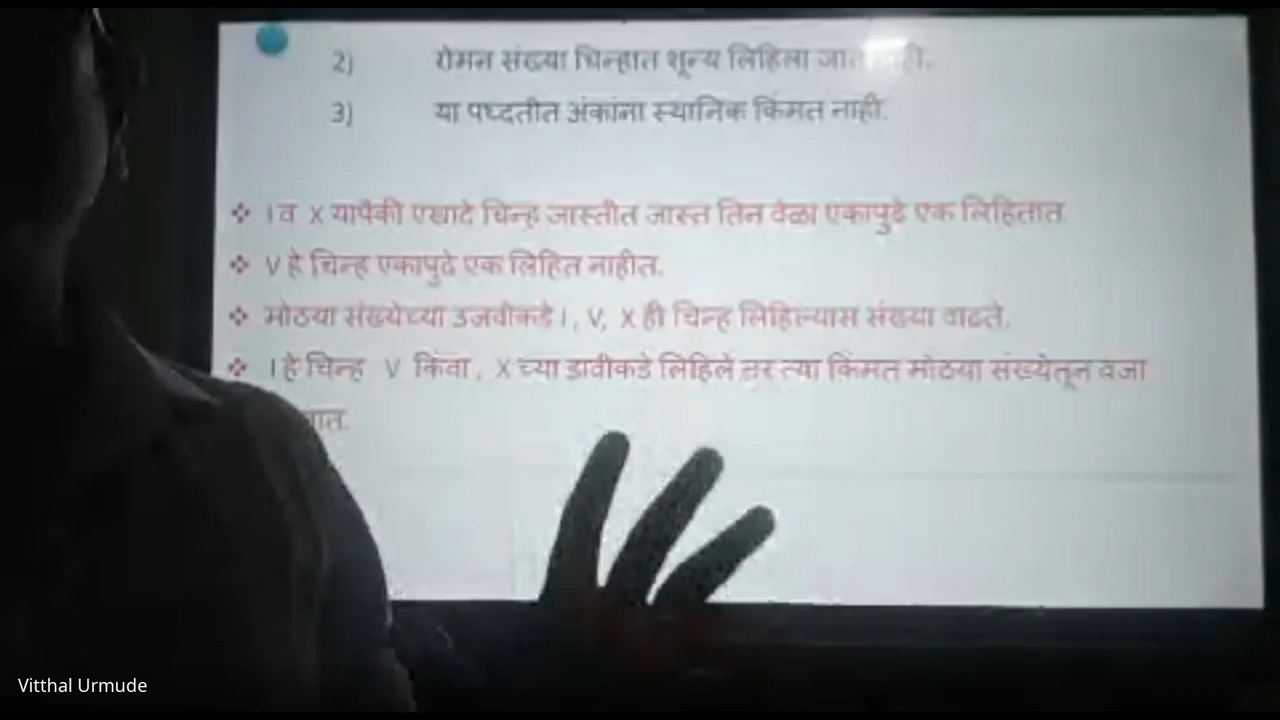 2) रोमन संख्या चिन्हात शून्य लिहिला जात नाही.
3) या पध्दतीत अंकांना स्थानिक किंमत नाही.
❖ । व X यापैकी एखादे चिन्ह जास्तीत जास्त तिन वेळा एकापुढे एक लिहितात
❖ V हे चिन्ह एकापुढे एक लिहित नाहीत.
❖ मोठया संख्येच्या उजवीकडे । , V, X ही चिन्ह लिहिल्यास संख्या वाढते.
❖ । हे चिन्ह V किंवा , X च्या डावीकडे लिहिले तर त्या किंमत मोठया संख्येतून वजा
Vitthal Urmude